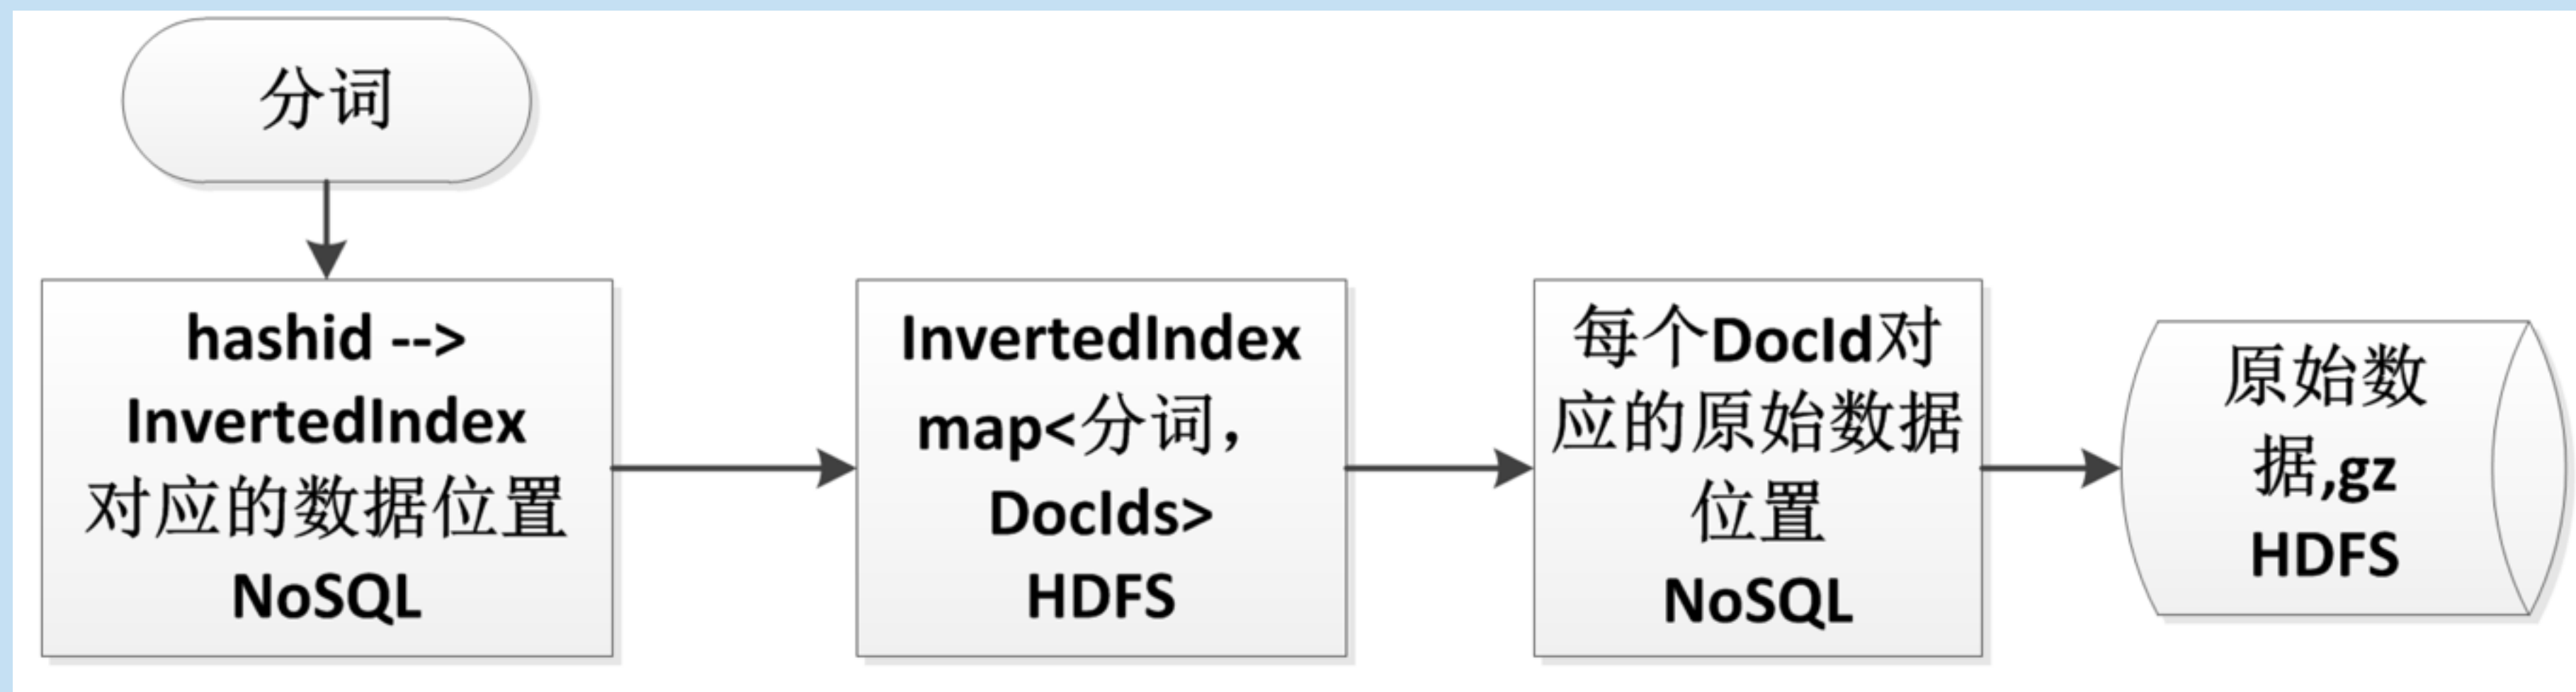 分词
hashid -->
InvertedIndex
对应的数据位置
NoSQL
InvertedIndex
map<分词，
DocIds>
HDFS
每个DocId对
应的原始数据
位置
NoSQL
原始数
据,gz
HDFS